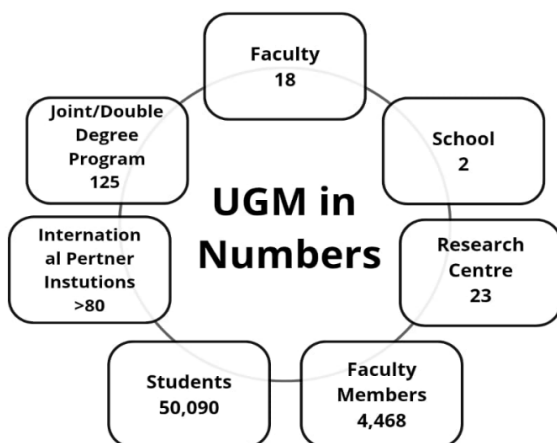 Faculty
18
Joint/Double
Degree
Program
125
School
2
UGM in
Numbers
Internation
al Pertner
Instutions
>80
Research
Centre
23
Students
50,090
Faculty
Members
4,468